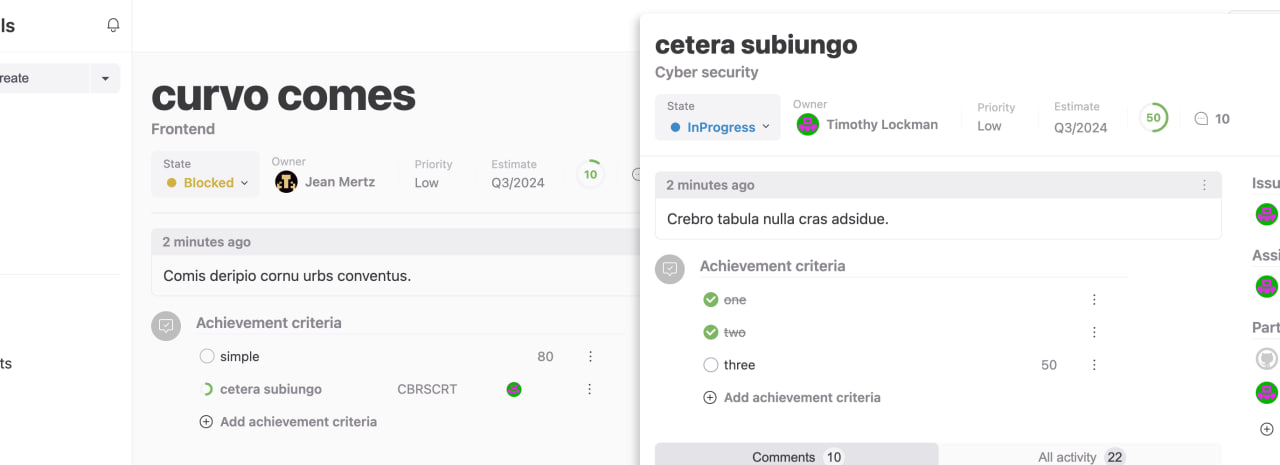 ls
reate
ts
curvo comes
Frontend
State
Blocked
Owner
Jean Mertz
Priority
Low
Estimate
Q3/2024
10
2 minutes ago
Comis deripio cornu urbs conventus.
Achievement criteria
simple 80
cetera subiungo CBRSCRT
Add achievement criteria
cetera subiungo
Cyber security
State
InProgress
Owner
Timothy Lockman
Priority
Low
Estimate
Q3/2024
50
10
2 minutes ago
Crebro tabula nulla cras adsidue.
Achievement criteria
one
two
three 50
Add achievement criteria
Comments 10
All activity 22
Issu
Assi
Part